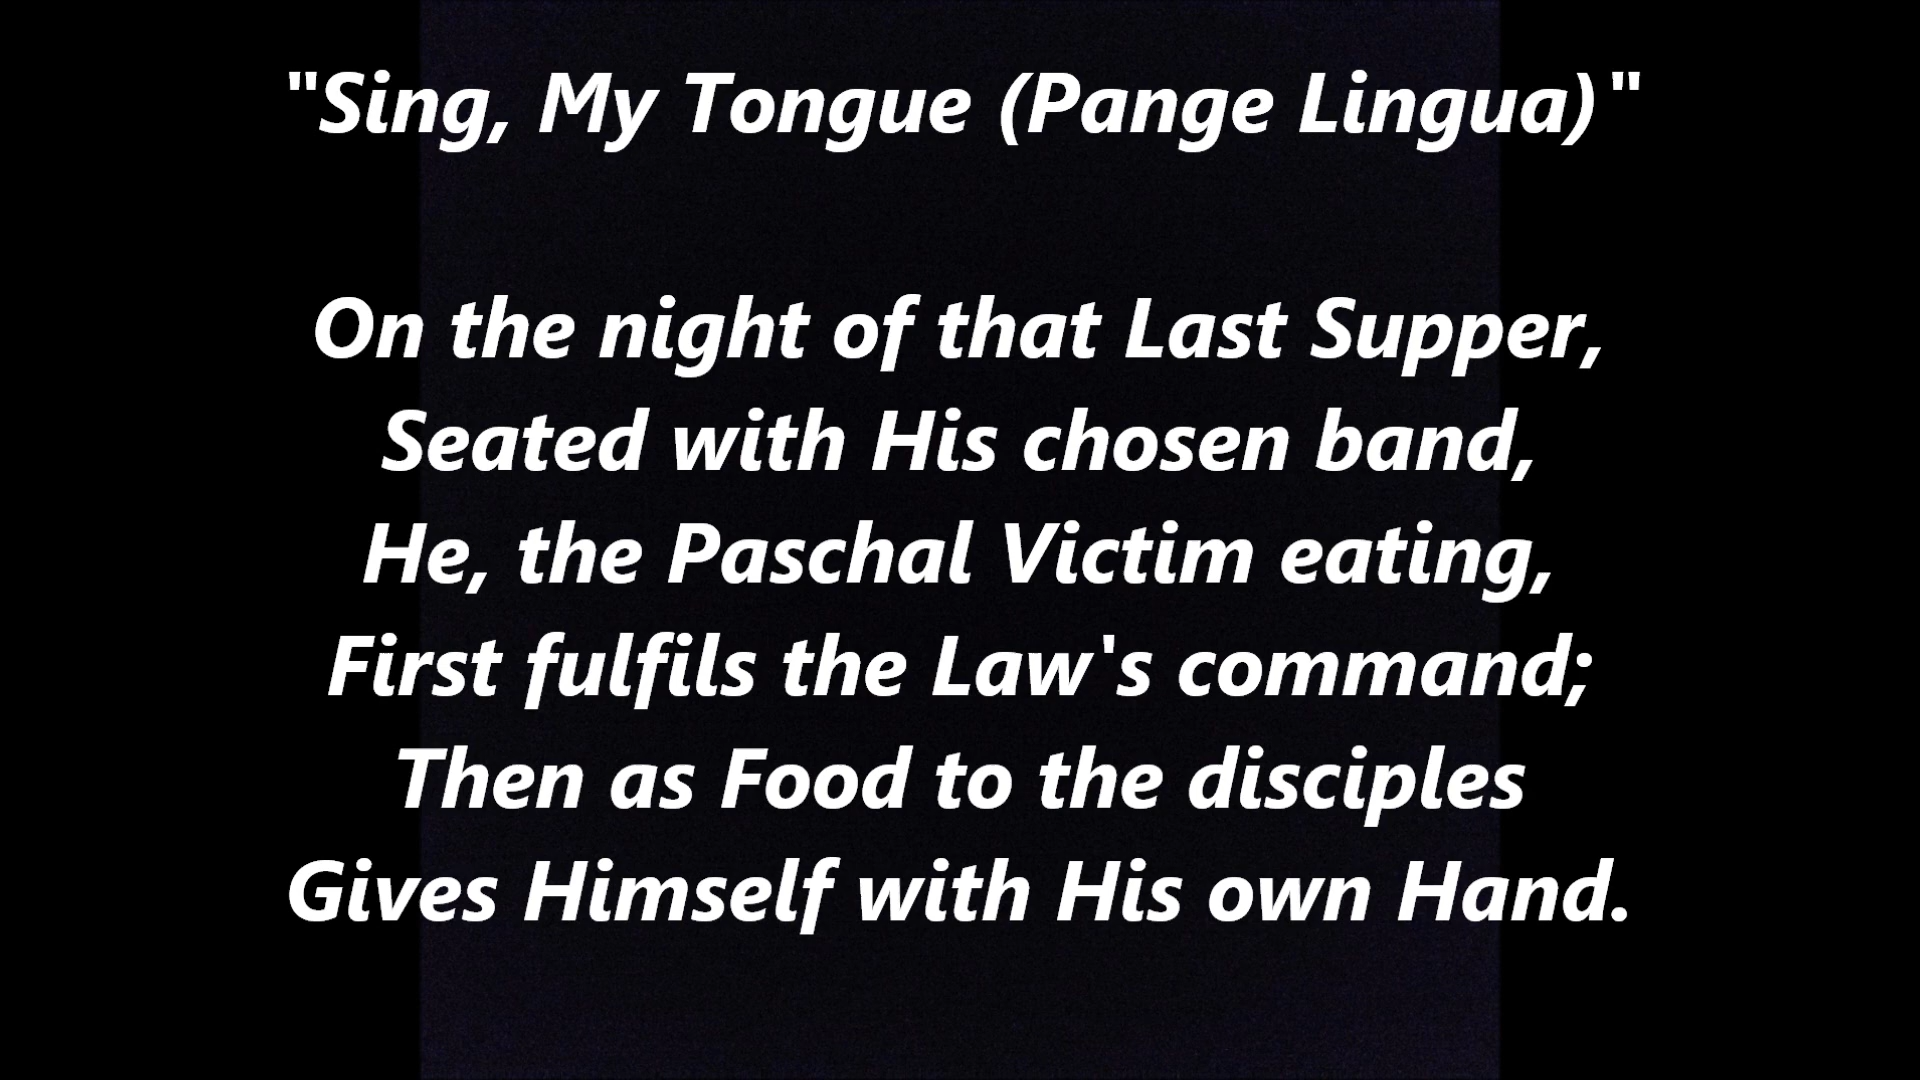 "Sing, My Tongue (Pange Lingua)"
On the night of that Last Supper,
Seated with His chosen band,
He, the Paschal Victim eating,
First fulfils the Law's command;
Then as Food to the disciples
Gives Himself with His own Hand.